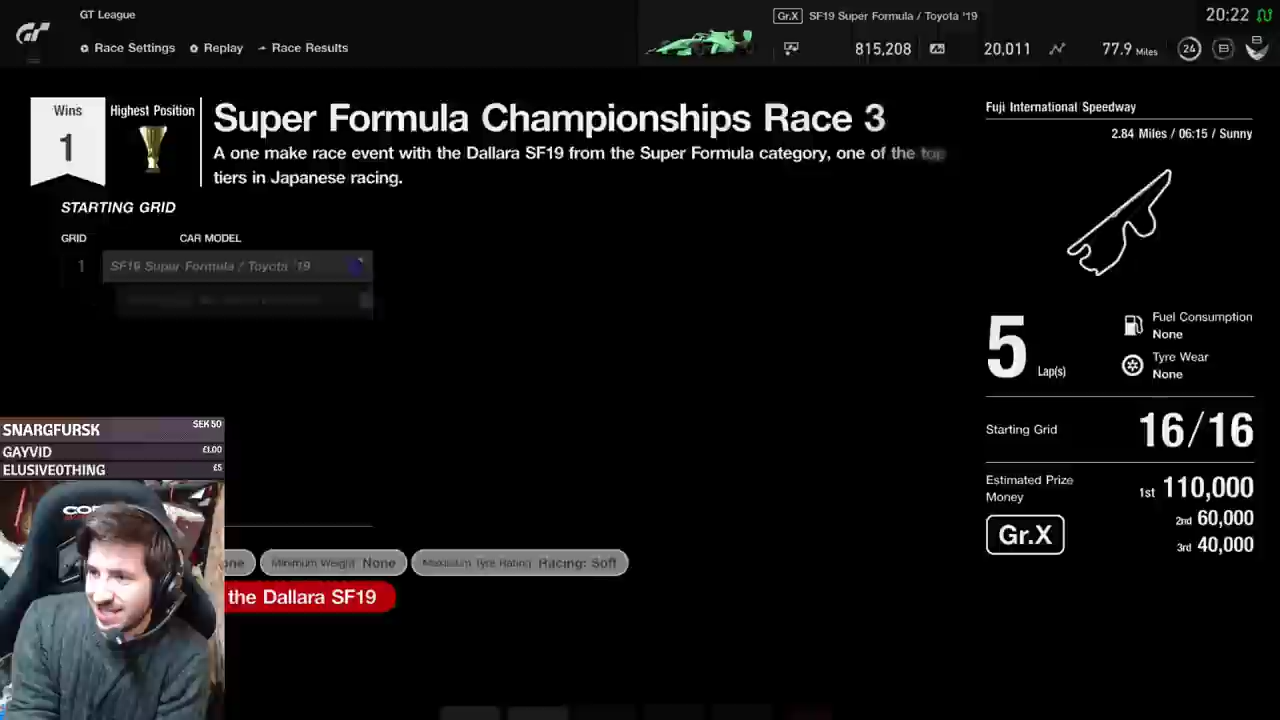 GT League
Race Settings Replay Race Results
Gr.X SF19 Super Formula / Toyota '19
815,208 20,011 77.9 Miles 24 B B
20:22
Wins
1
Highest Position
Super Formula Championships Race 3
A one make race event with the Dallara SF19 from the Super Formula category, one of the top
tiers in Japanese racing.
STARTING GRID
GRID CAR MODEL
1 SF19 Super Formula / Toyota '19
Fuji International Speedway
2.84 Miles / 06:15 / Sunny
5 Lap(s)
Fuel Consumption
None
Tyre Wear
None
Starting Grid 16/16
Estimated Prize
Money
Gr.X
1st 110,000
2nd 60,000
3rd 40,000
SNARGFURSK SEK 50
GAYVID £1.00
ELUSIVE0THING £5
Minimum Weight None
Maximum Tyre Rating Racing: Soft
the Dallara SF19